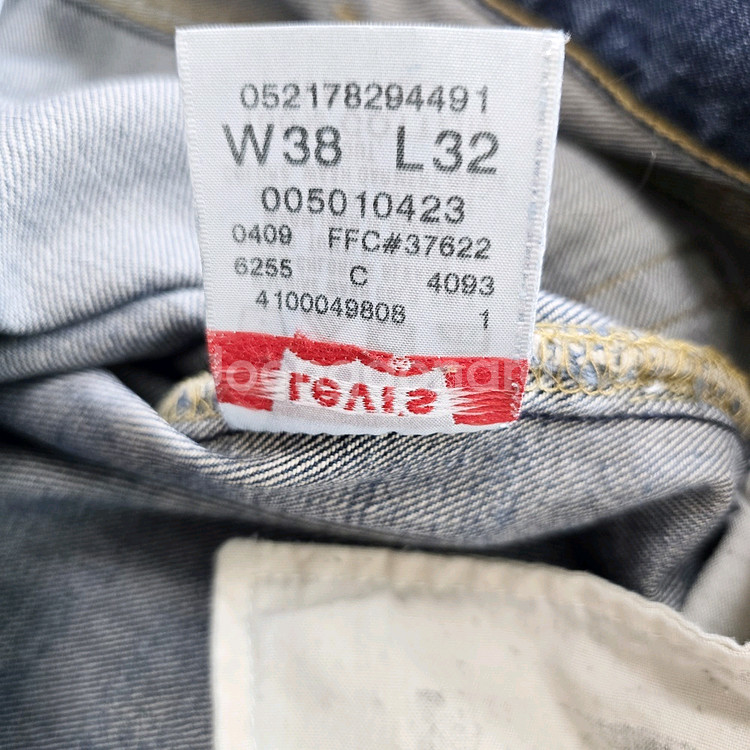 052178294491
W38 L32
005010423
0409 FFC#37622
6255 C 4093
4100049808 1
Levi's